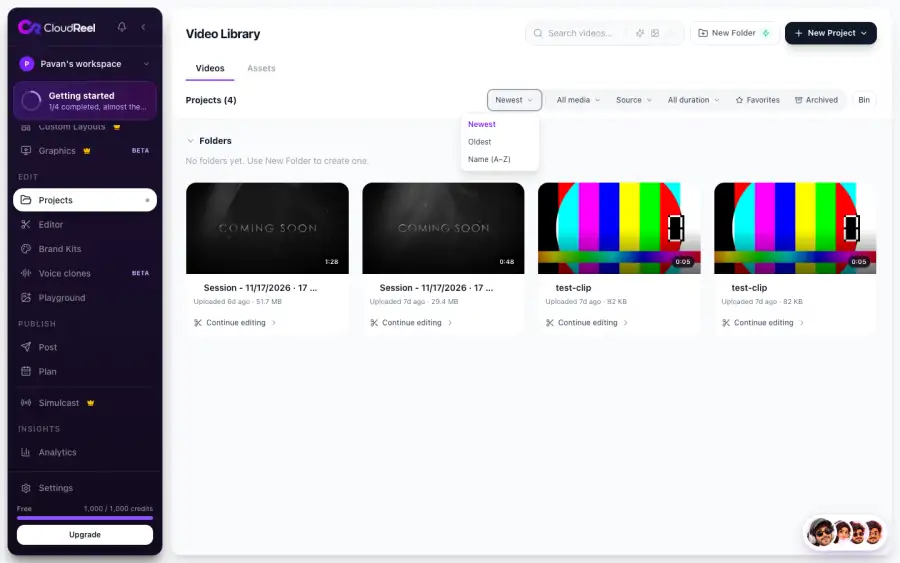 CloudReel
P Pavan's workspace
Getting started
1/4 completed, almost the...
Custom Layouts
Graphics BETA
EDIT
Projects
Editor
Brand Kits
Voice clones BETA
Playground
PUBLISH
Post
Plan
Simulcast
INSIGHTS
Analytics
Settings
Free 1,000 / 1,000 credits
Upgrade
Video Library
Search videos...
New Folder
New Project
Videos Assets
Projects (4)
Newest All media Source All duration Favorites Archived Bin
Newest
Oldest
Name (A–Z)
Folders
No folders yet. Use New Folder to create one.
COMING SOON
1:28
Session - 11/17/2026 · 17 ...
Uploaded 6d ago · 51.7 MB
Continue editing
COMING SOON
0:48
Session - 11/17/2026 · 17 ...
Uploaded 7d ago · 29.4 MB
Continue editing
0:05
test-clip
Uploaded 7d ago · 82 KB
Continue editing
0:05
test-clip
Uploaded 7d ago · 82 KB
Continue editing